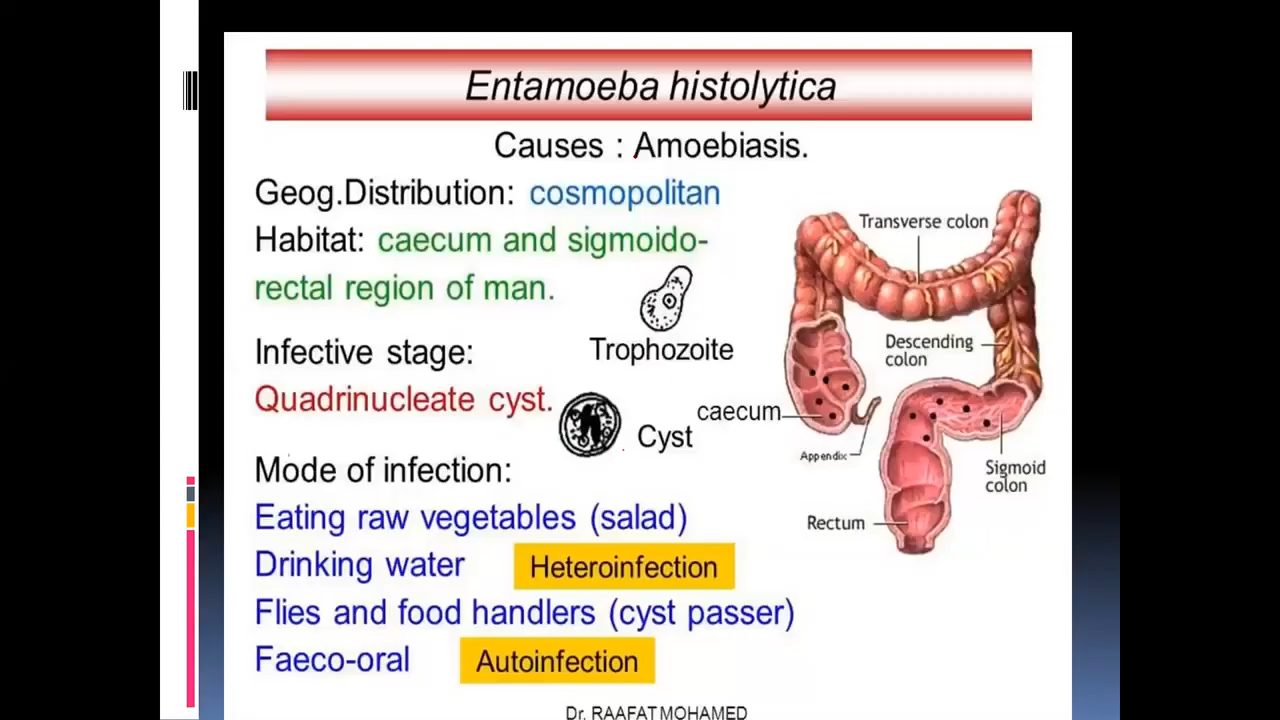 Entamoeba histolytica
Causes : Amoebiasis.
Geog.Distribution: cosmopolitan
Habitat: caecum and sigmoido-
rectal region of man.
Trophozoite
Infective stage:
Quadrinucleate cyst.
Cyst
Mode of infection:
Eating raw vegetables (salad)
Drinking water
Heteroinfection
Flies and food handlers (cyst passer)
Faeco-oral
Autoinfection
Transverse colon
Descending
colon
caecum
Appendix
Sigmoid
colon
Rectum
Dr. RAAFAT MOHAMED